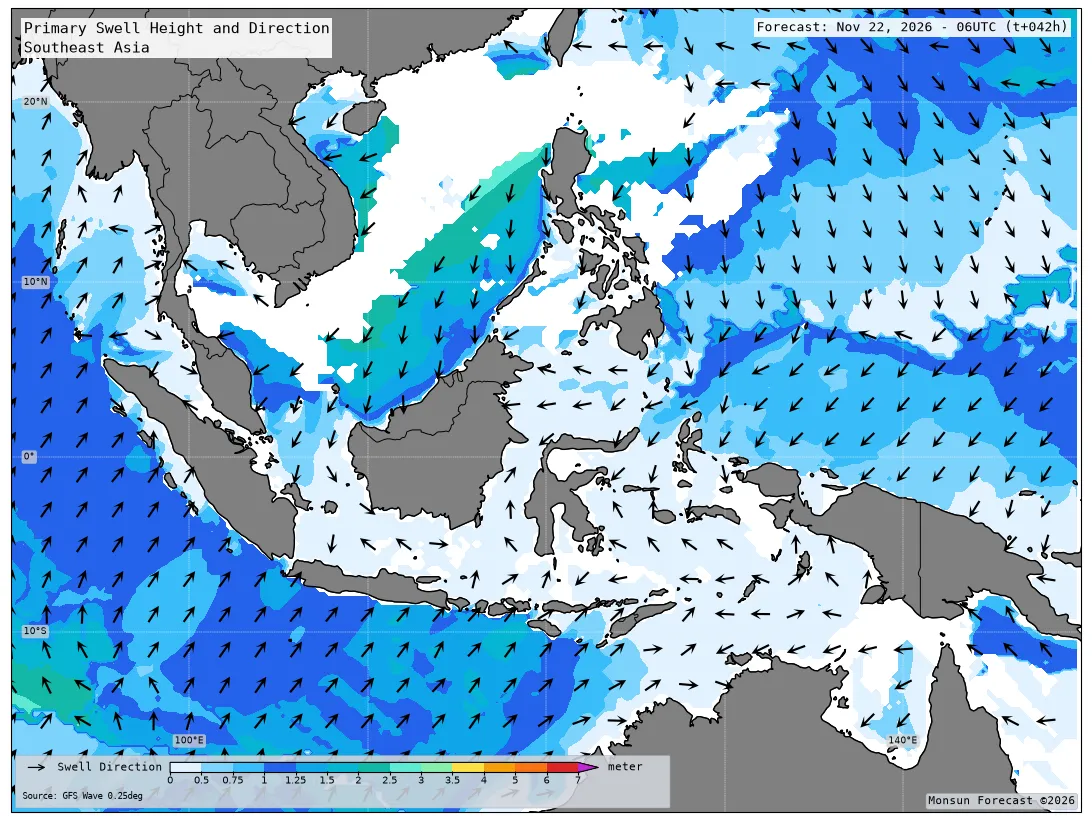 Primary Swell Height and Direction
Southeast Asia
Forecast: Nov 22, 2026 - 06UTC (t+042h)
20°N
10°N
0°
10°S
100°E
140°E
Swell Direction
0 0.5 0.75 1 1.25 1.5 2 2.5 3 3.5 4 5 6 7
meter
Source: GFS Wave 0.25deg
Monsun Forecast ©2026